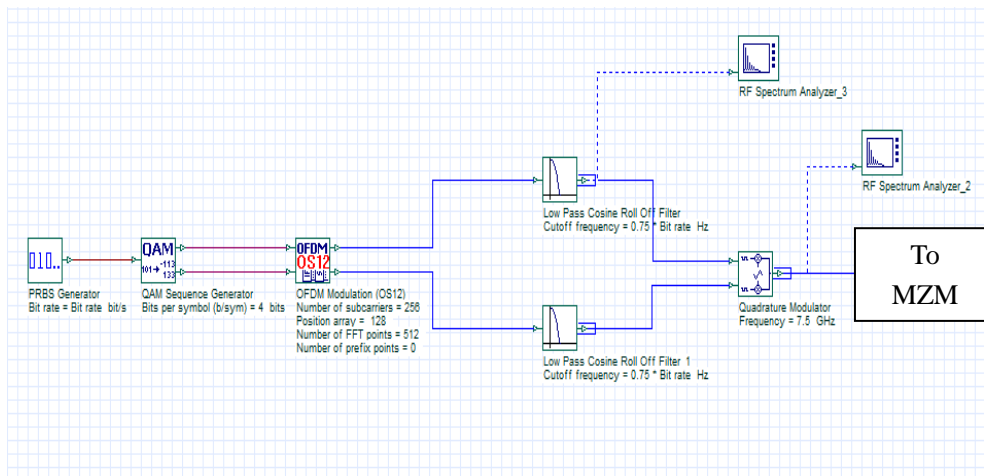 RF Spectrum Analyzer_3
RF Spectrum Analyzer_2
Low Pass Cosine Roll Off Filter
Cutoff frequency = 0.75 * Bit rate Hz
010..
PRBS Generator
Bit rate = Bit rate bit/s
QAM
101→ -113
133
QAM Sequence Generator
Bits per symbol (b/sym) = 4 bits
OFDM
OS12
OFDM Modulation (OS12)
Number of subcarriers = 256
Position array = 128
Number of FFT points = 512
Number of prefix points = 0
Quadrature Modulator
Frequency = 7.5 GHz
To
MZM
Low Pass Cosine Roll Off Filter 1
Cutoff frequency = 0.75 * Bit rate Hz